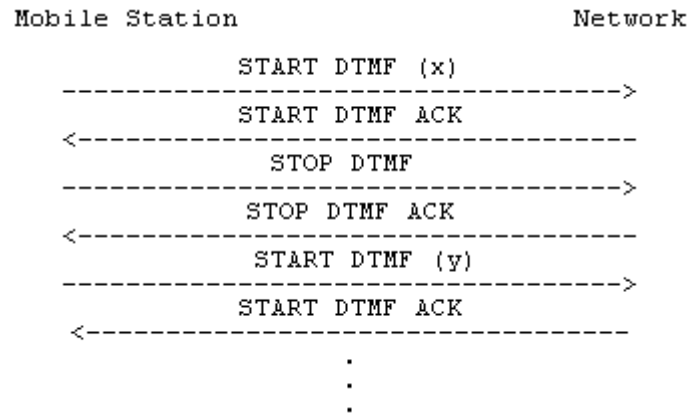 Mobile Station Network
START DTMF (x)
START DTMF ACK
STOP DTMF
STOP DTMF ACK
START DTMF (y)
START DTMF ACK
.
.
.